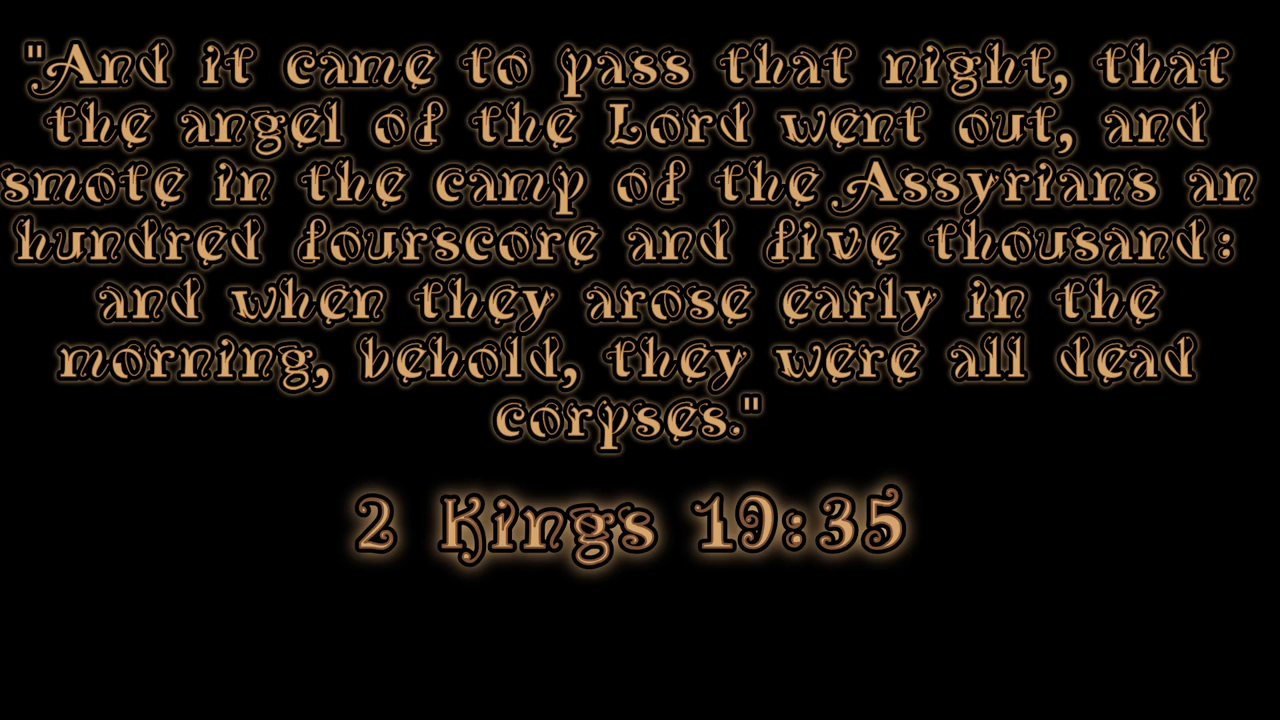 "And it came to pass that night, that
the angel of the Lord went out, and
smote in the camp of the Assyrians an
hundred fourscore and five thousand:
and when they arose early in the
morning, behold, they were all dead
corpses."
2 Kings 19:35